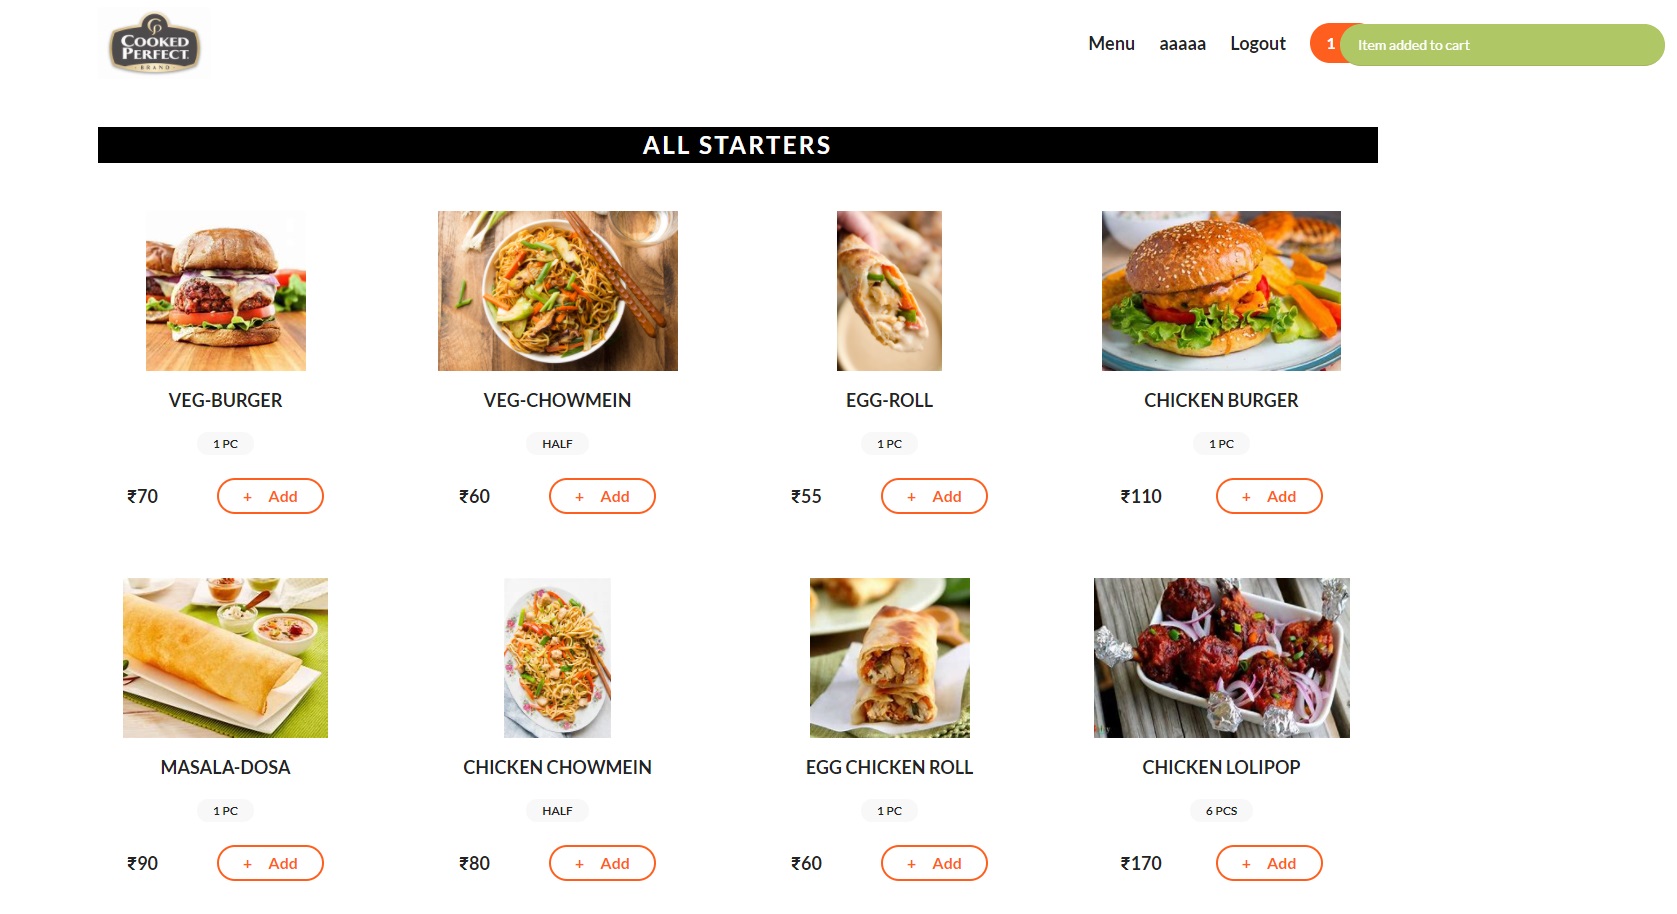 COOKED
PERFECT
BRAND
Menu aaaaa Logout 1 Item added to cart
ALL STARTERS
VEG-BURGER VEG-CHOWMEIN EGG-ROLL CHICKEN BURGER
1 PC HALF 1 PC 1 PC
₹70 + Add ₹60 + Add ₹55 + Add ₹110 + Add
MASALA-DOSA CHICKEN CHOWMEIN EGG CHICKEN ROLL CHICKEN LOLIPOP
1 PC HALF 1 PC 6 PCS
₹90 + Add ₹80 + Add ₹60 + Add ₹170 + Add